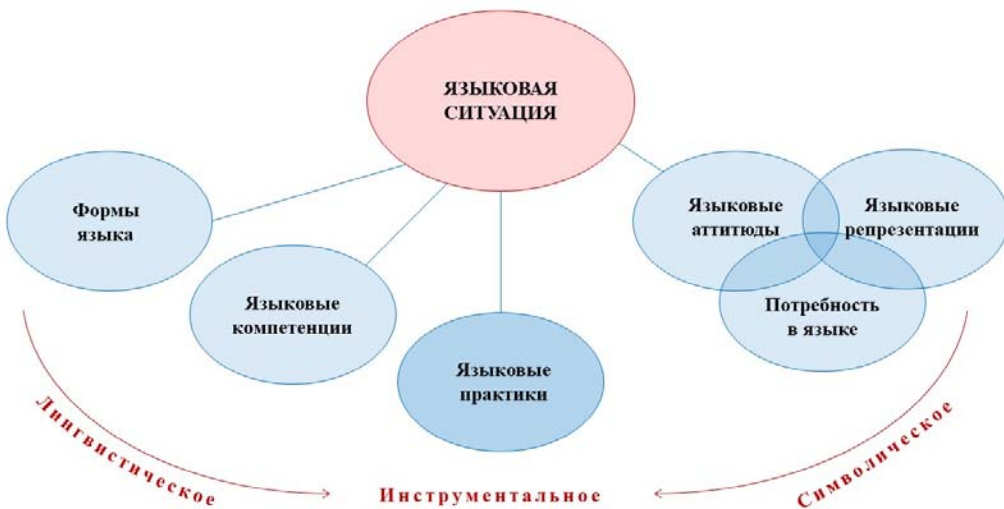 ЯЗЫКОВАЯ
СИТУАЦИЯ
Формы
языка
Языковые
компетенции
Языковые
практики
Языковые
аттитюды
Языковые
репрезентации
Потребность
в языке
Лингвистическое
Инструментальное
Символическое